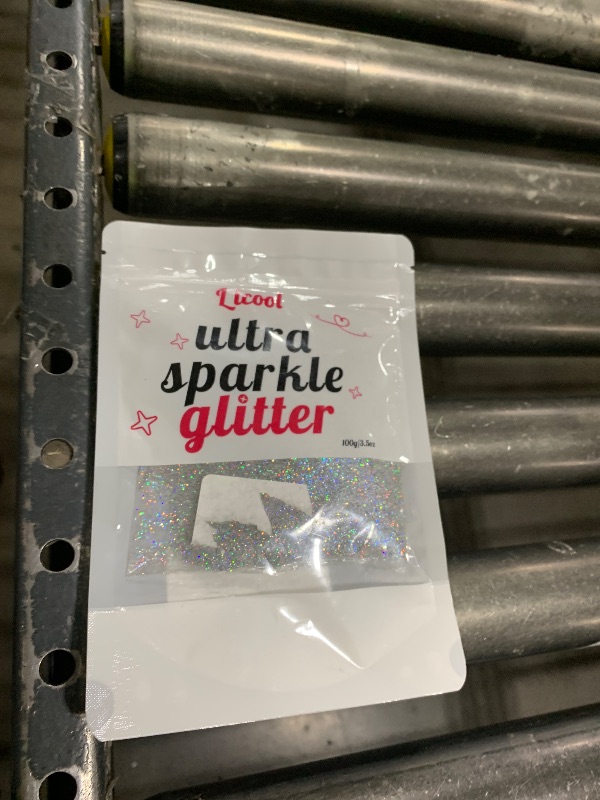 Licool
ultra
sparkle
glitter
100g|3.5oz